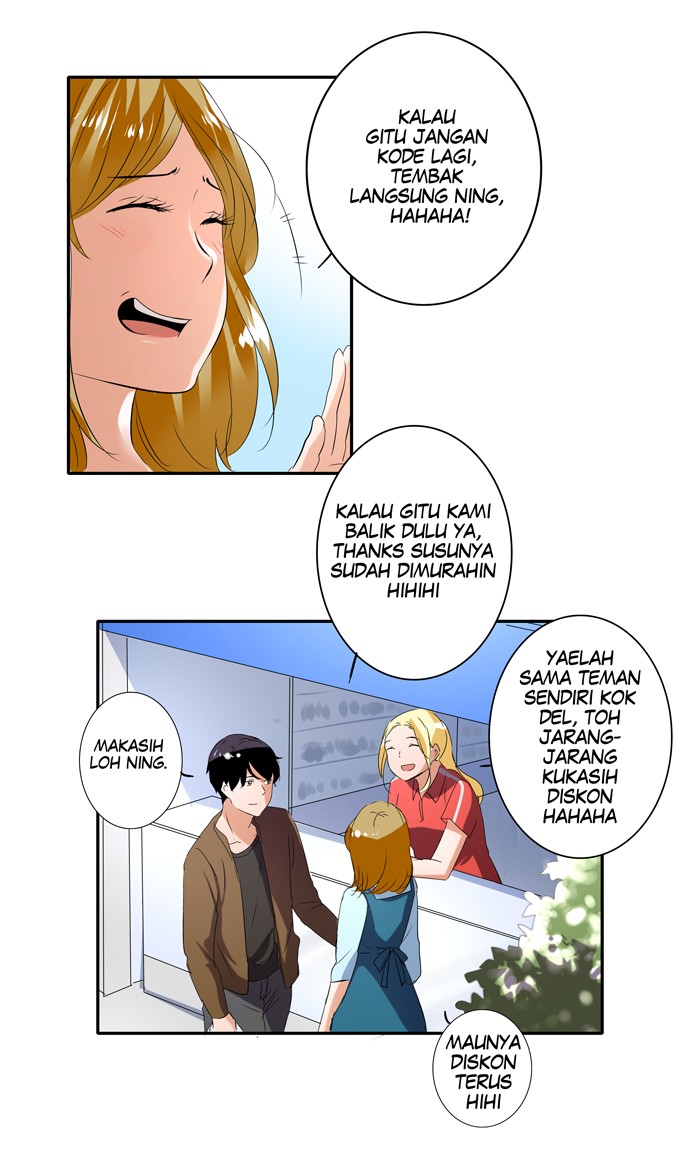 KALAU
GITU JANGAN
KODE LAGI,
TEMBAK
LANGSUNG NING,
HAHAHA!
KALAU GITU KAMI
BALIK DULU YA,
THANKS SUSUNYA
SUDAH DIMURAHIN
HIHIHI
YAELAH
SAMA TEMAN
SENDIRI KOK
DEL, TOH
JARANG-
JARANG
KUKASIH
DISKON
HAHAHA
MAKASIH
LOH NING.
MAUNYA
DISKON
TERUS
HIHI